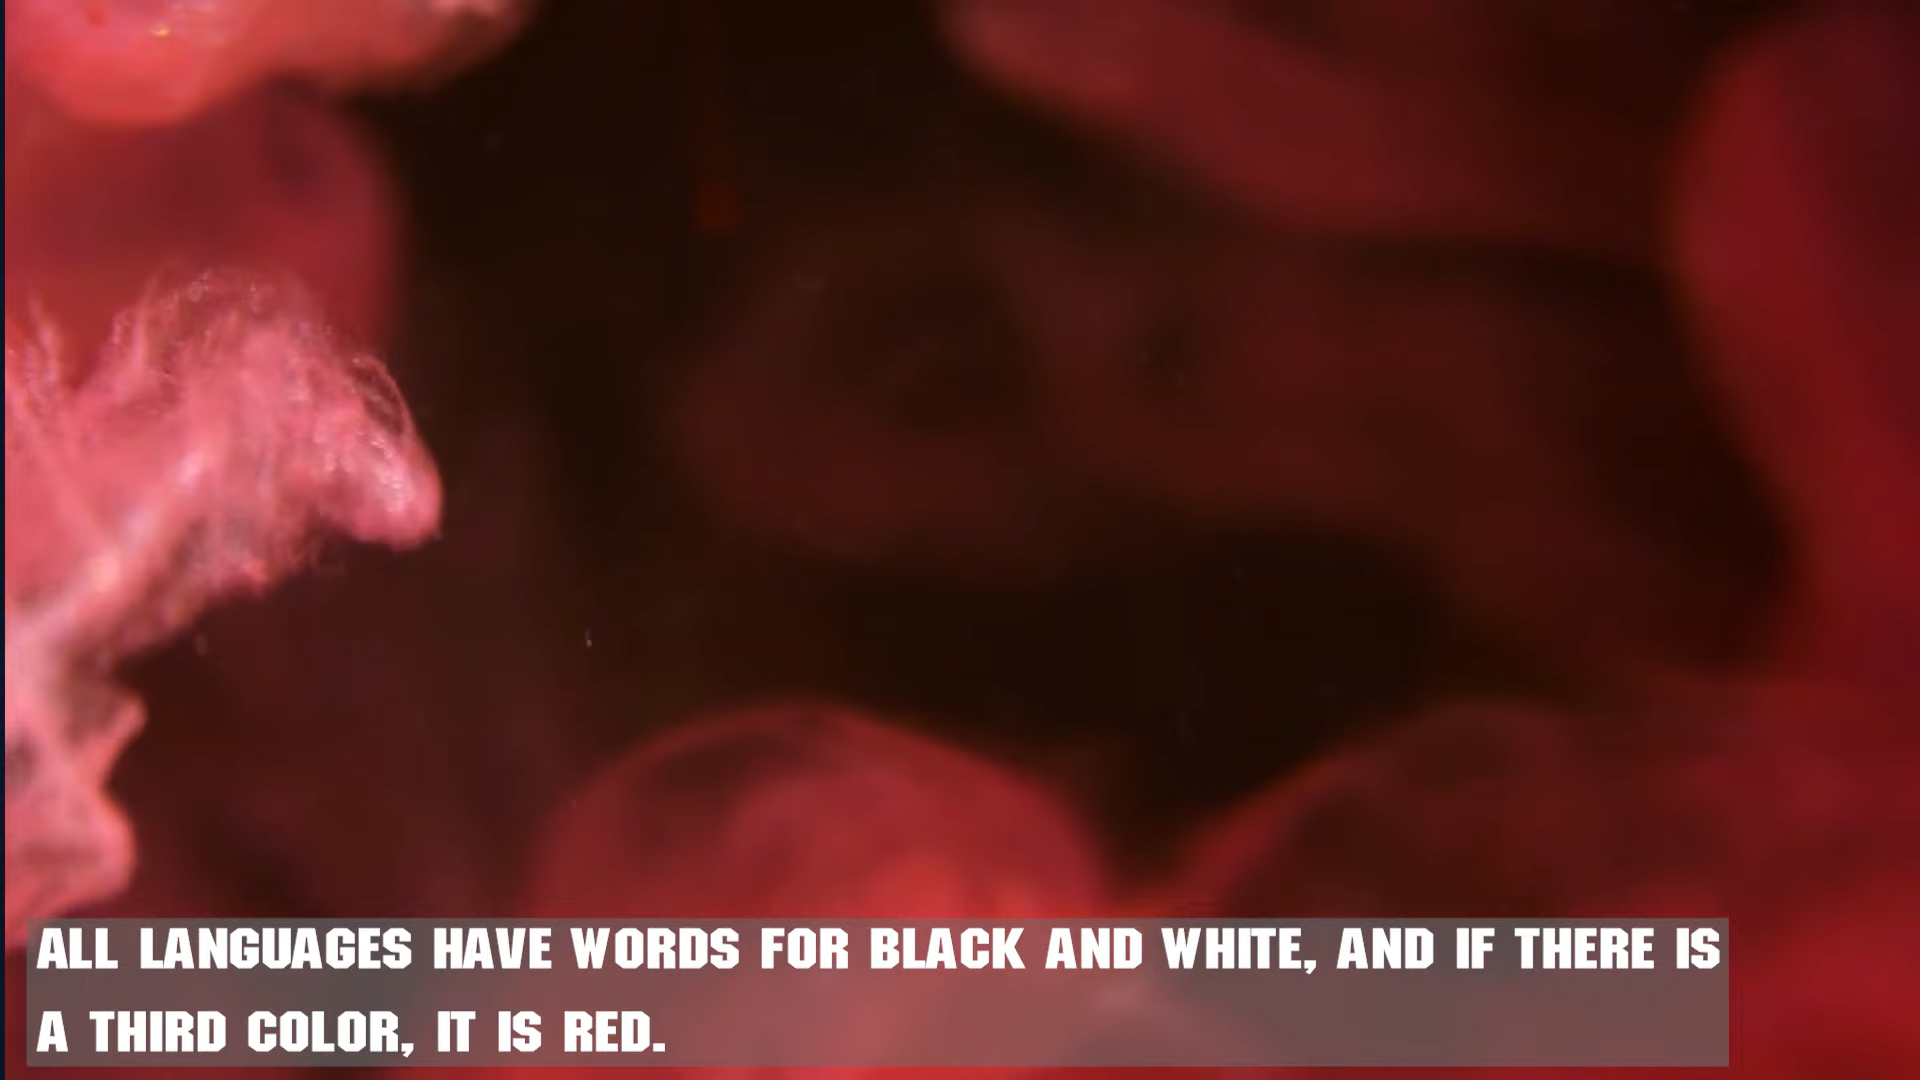 ALL LANGUAGES HAVE WORDS FOR BLACK AND WHITE, AND IF THERE IS
A THIRD COLOR, IT IS RED.